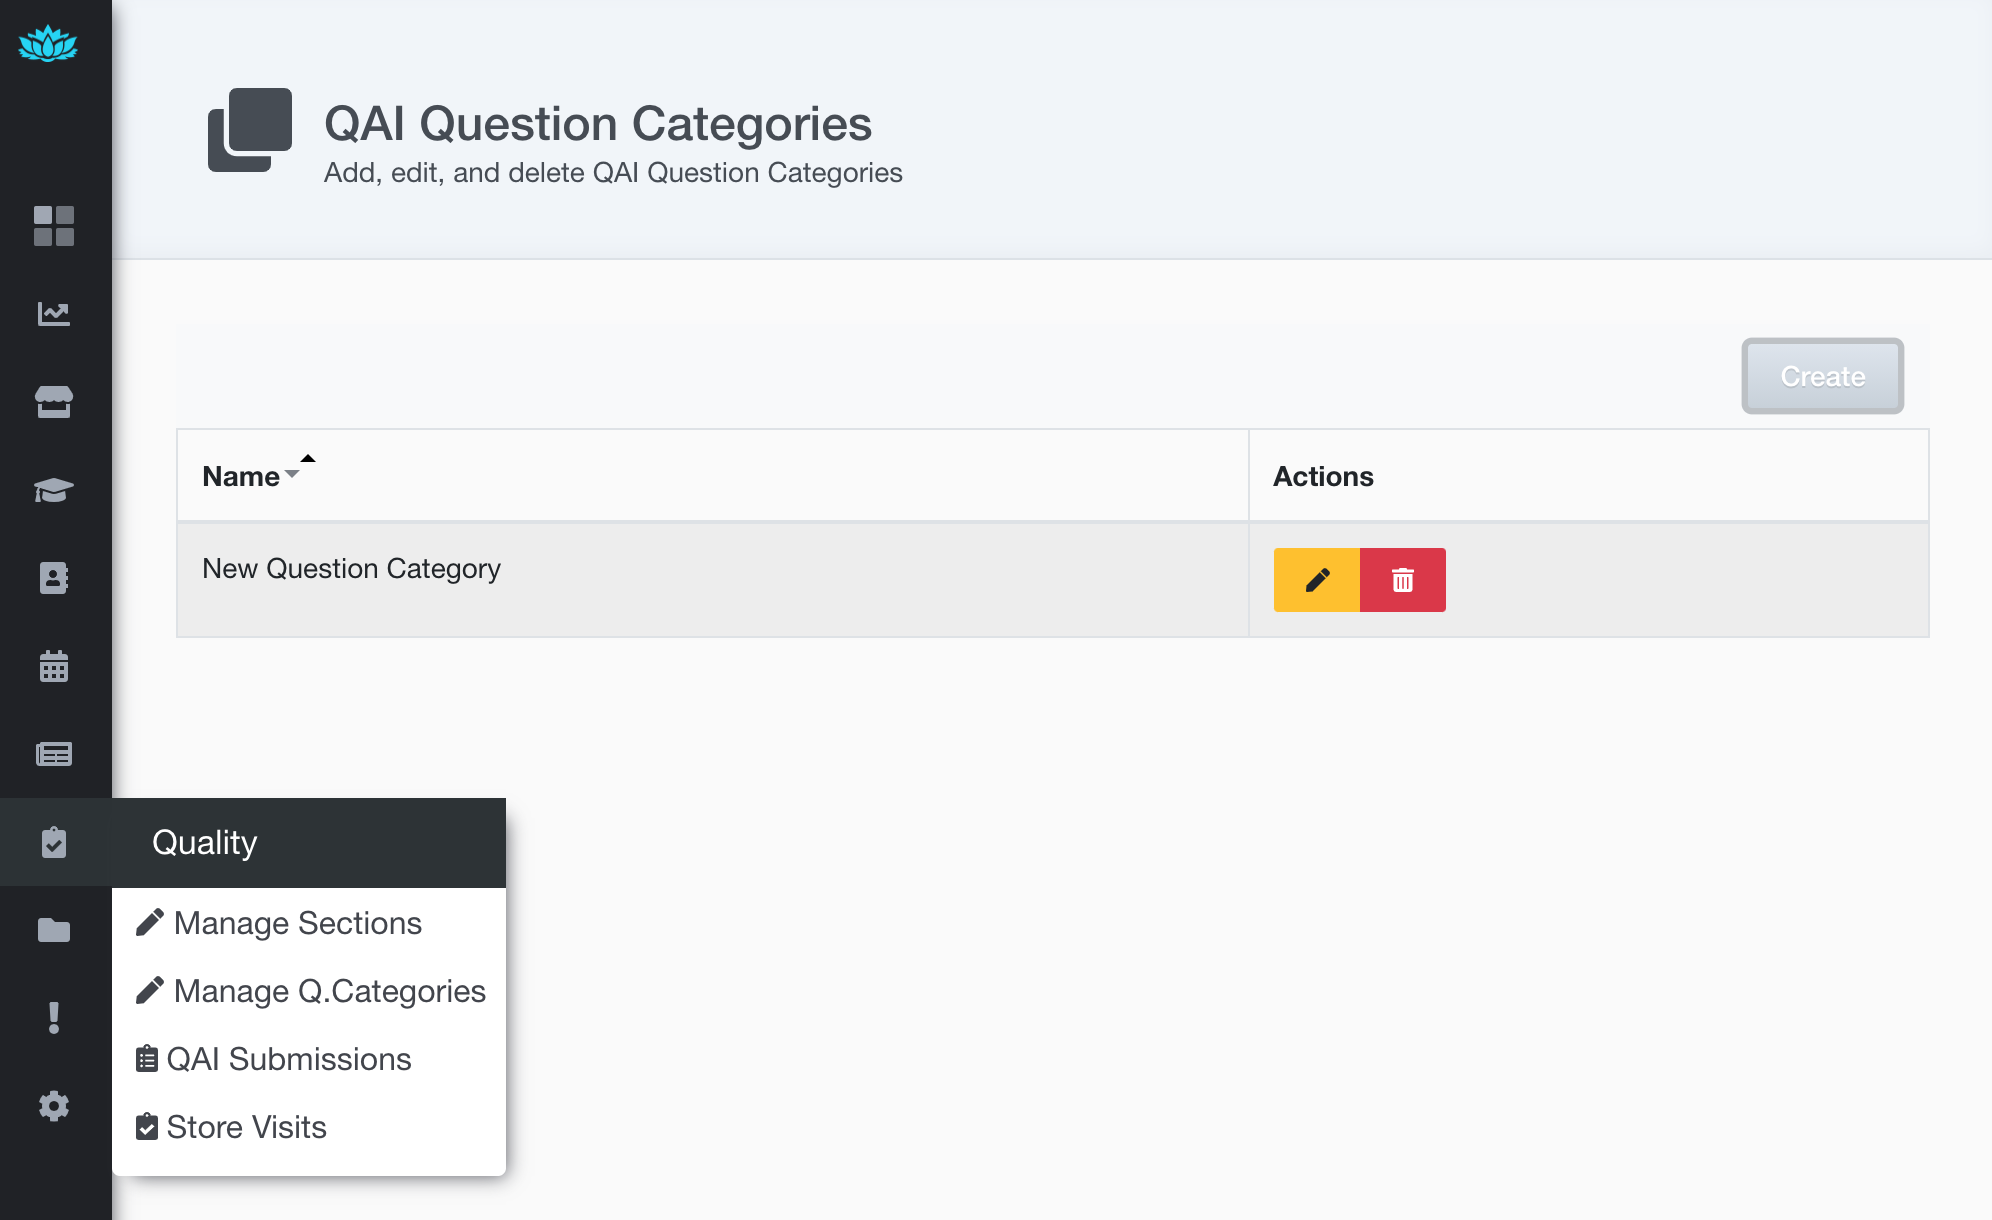 QAI Question Categories
Add, edit, and delete QAI Question Categories
Create
Name
Actions
New Question Category
Quality
Manage Sections
Manage Q.Categories
QAI Submissions
Store Visits